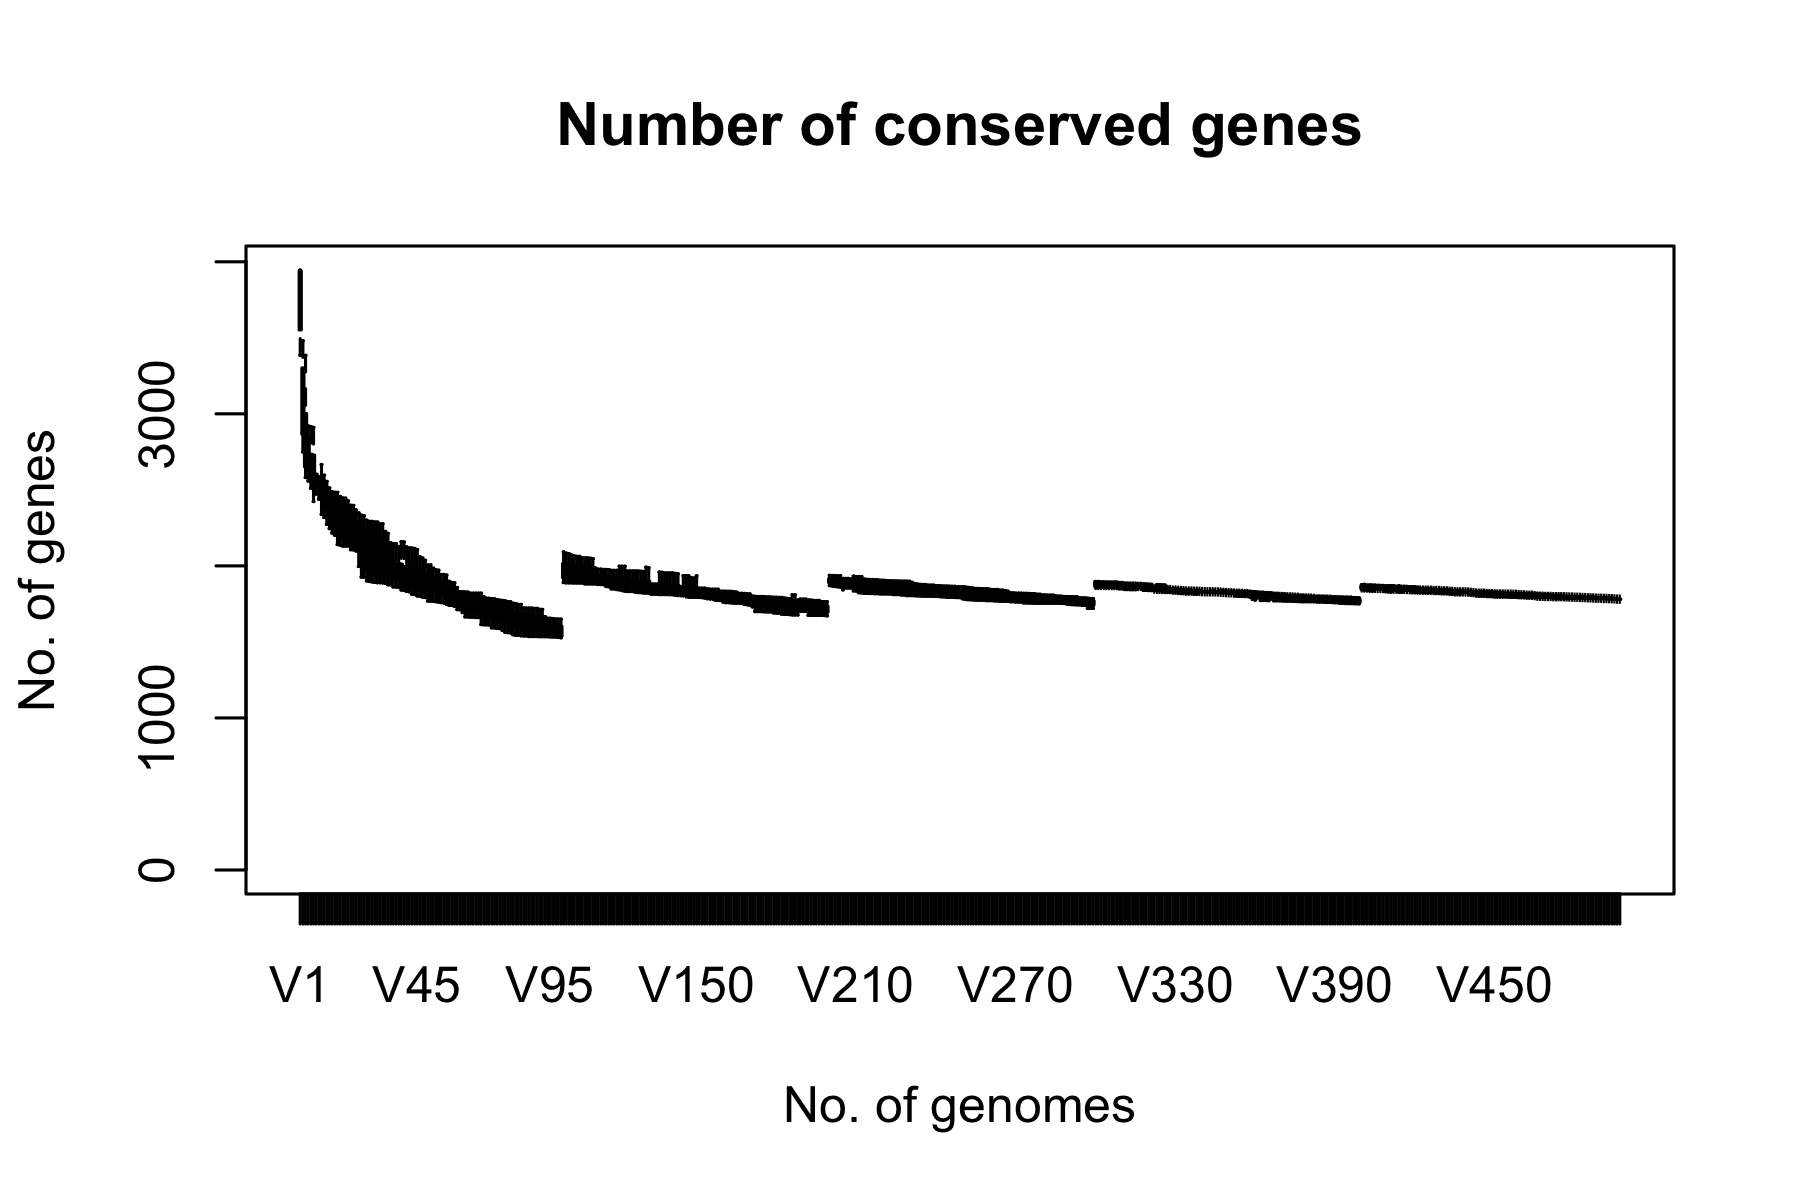 Number of conserved genes
No. of genes
3000
1000
0
V1 V45 V95 V150 V210 V270 V330 V390 V450
No. of genomes